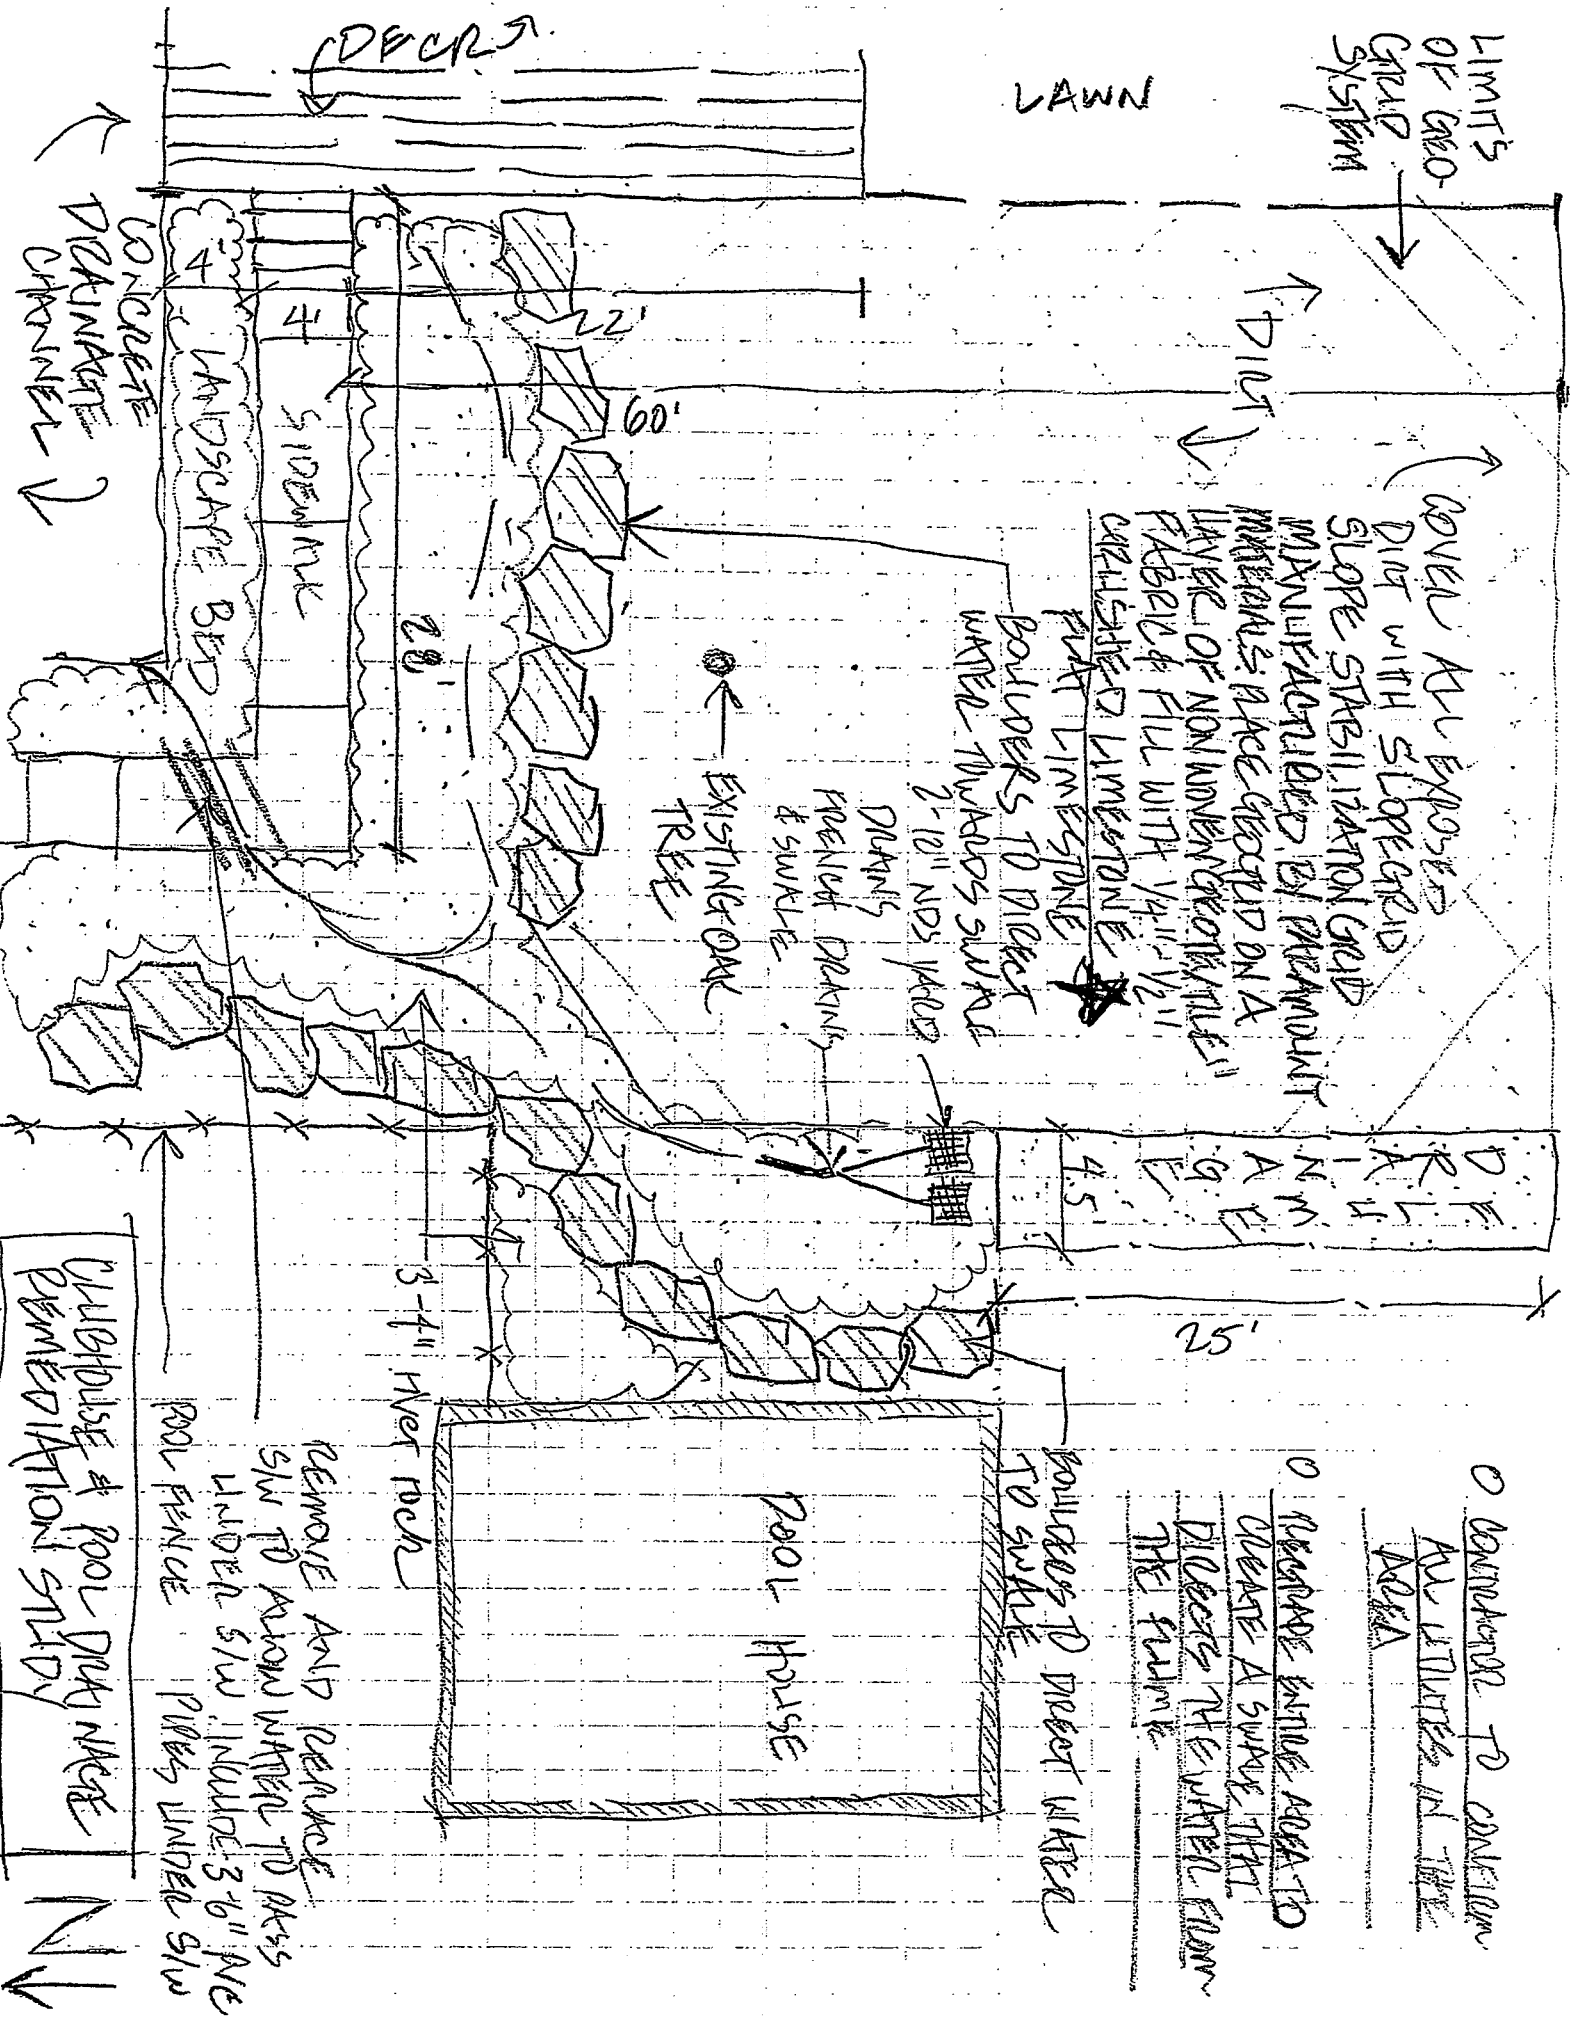 DECK
LAWN
LIMITS
OF GEO-
GRID
SYSTEM
DIRT
COVER ALL EXPOSED
DIRT WITH SLOPEGRID
SLOPE STABILIZATION GRID
MANUFACTURED BY PARAMOUNT
MATERIALS. PLACE GEOGRID ON A
LAYER OF NON WOVEN GEOTEXTILE"
FABRIC & FILL WITH 1/4"-1/2"
CRUSHED LIMESTONE
FLAT LIMESTONE
BOULDERS TO DIRECT
WATER TWARDS SWALE
2-12" NDS YARD
DRAINS
FRENCH DRAIN
& SWALE
EXISTING OAK
TREE
22'
60'
28'
4'
4'
SIDEWALK
LANDSCAPE BED
CONCRETE
DRAINAGE
CHANNEL
DRAINAGE
FLUME
4.5
25'
O CONTRACTOR TO CONFIRM
ALL UTILITIES IN THE
AREA
O REGRADE ENTIRE AREA TO
CREATE A SWALE THAT
DIRECTS THE WATER FROM
THE FLUME
BOULDERS TO DIRECT WATER
TO SWALE
POOL HOUSE
3"-4" RIVER ROCK
REMOVE AND REPLACE
S/W TO ALLOW WATER TO PASS
UNDER S/W INCLUDE-3 6" PVC
PIPES UNDER S/W
POOL FENCE
CLUBHOUSE & POOL DRAINAGE
REMEDIATION STUDY
N